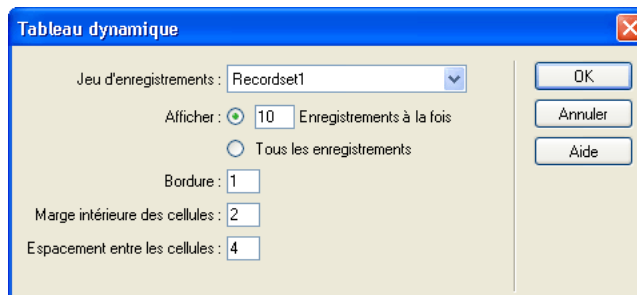 Tableau dynamique
Jeu d'enregistrements : Recordset1
OK
Afficher : 10 Enregistrements à la fois
Annuler
Tous les enregistrements
Aide
Bordure : 1
Marge intérieure des cellules : 2
Espacement entre les cellules : 4